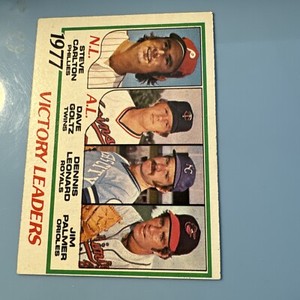 1977
VICTORY LEADERS
N.L.
STEVE
CARLTON
PHILLIES
A.L.
DAVE
GOLTZ
TWINS
DENNIS
LEONARD
ROYALS
JIM
PALMER
ORIOLES